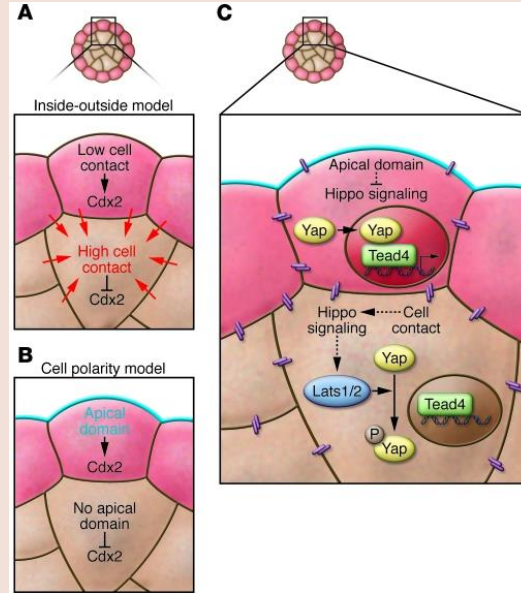 A
Inside-outside model
Low cell
contact
Cdx2
High cell
contact
Cdx2
B
Cell polarity model
Apical
domain
Cdx2
No apical
domain
Cdx2
C
Apical domain
Hippo signaling
Yap
Yap
Tead4
Hippo
signaling
Cell
contact
Yap
Lats1/2
Tead4
P
Yap